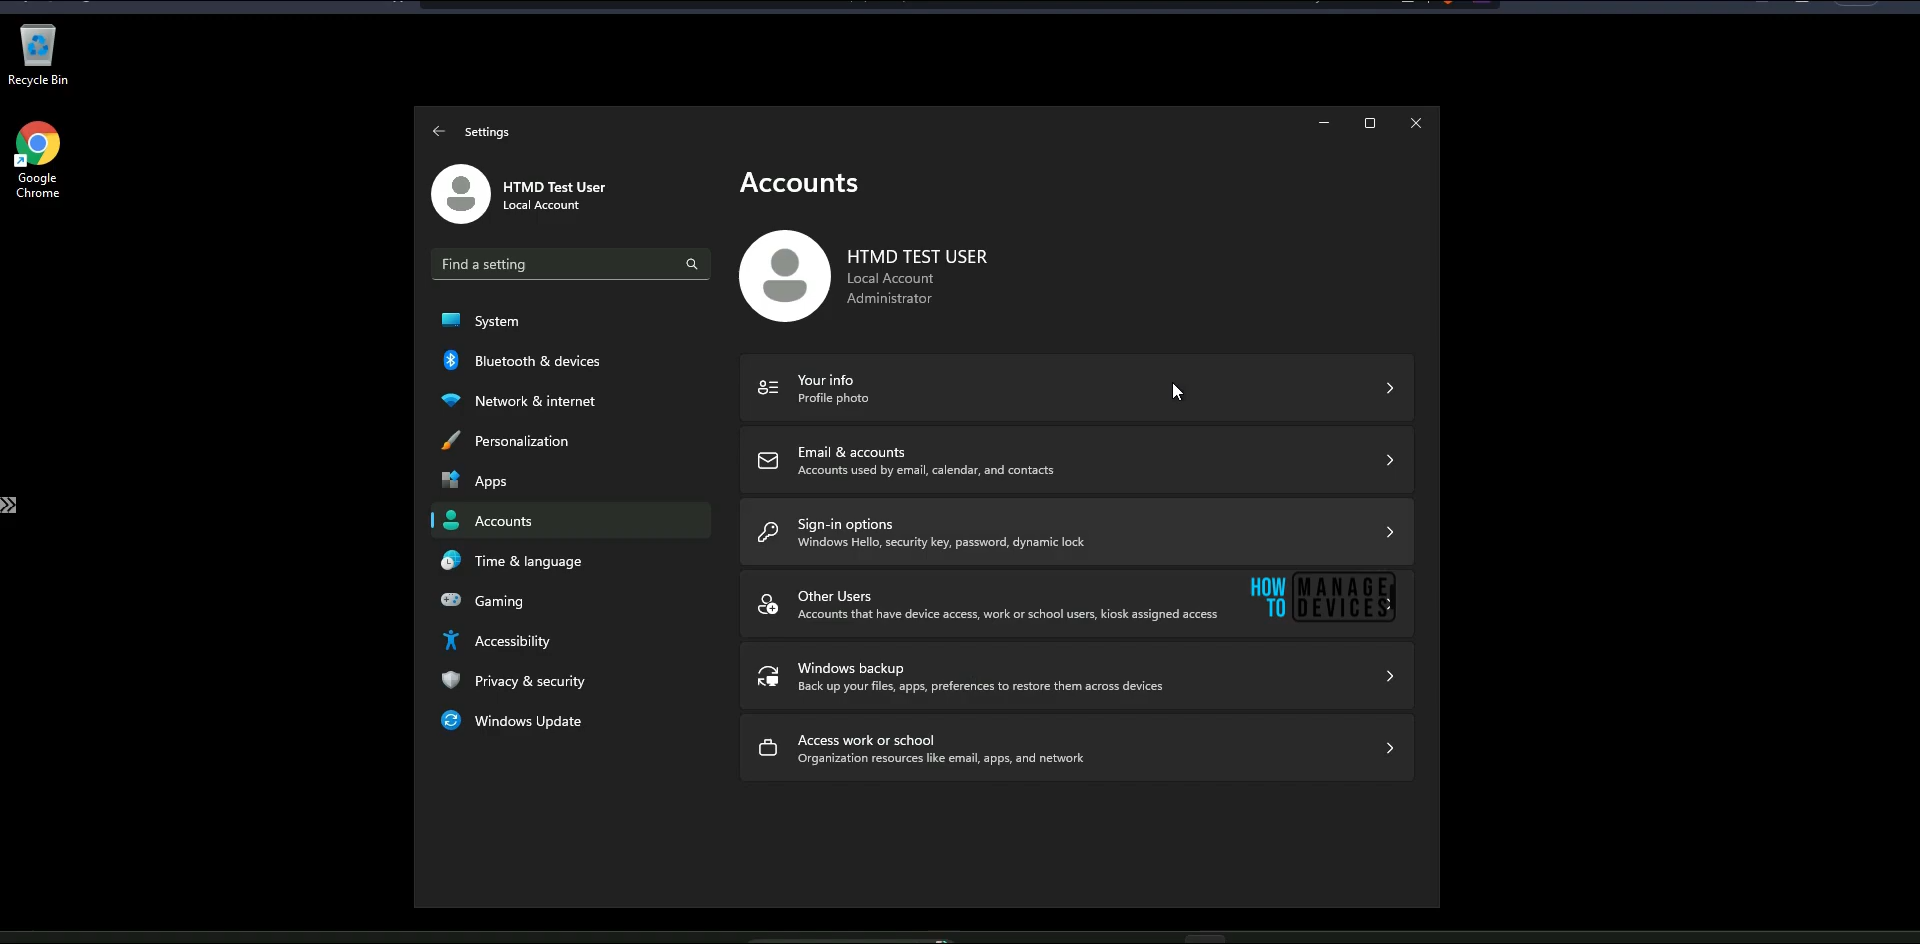 Recycle Bin
Google
Chrome
Settings
HTMD Test User
Local Account
Find a setting
System
Bluetooth & devices
Network & internet
Personalization
Apps
Accounts
Time & language
Gaming
Accessibility
Privacy & security
Windows Update
Accounts
HTMD TEST USER
Local Account
Administrator
Your info
Profile photo
Email & accounts
Accounts used by email, calendar, and contacts
Sign-in options
Windows Hello, security key, password, dynamic lock
Other Users
Accounts that have device access, work or school users, kiosk assigned access
HOW MANAGE
TO DEVICES
Windows backup
Back up your files, apps, preferences to restore them across devices
Access work or school
Organization resources like email, apps, and network